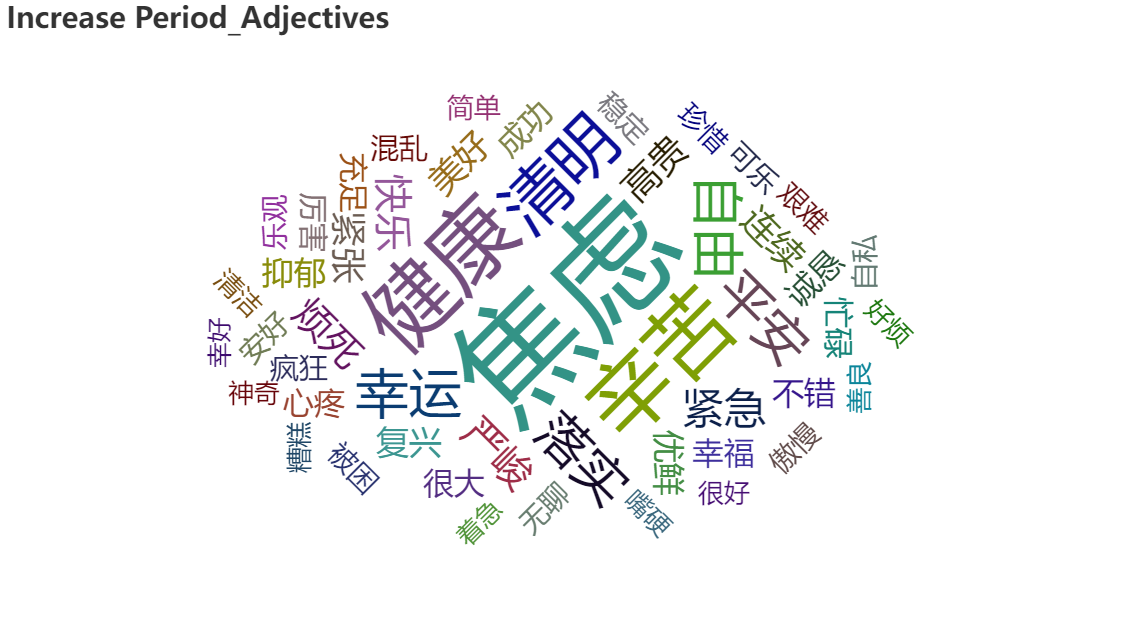 Increase Period_Adjectives
简单
成功
稳定
珍惜
混乱
美好
清明
高贵
可乐
充足
快乐
艰难
乐观
厉害
紧张
健康
焦虑
自由
连续
诚恳
自私
抑郁
清洁
烦死
辛苦
平安
忙碌
好烦
幸好
安好
疯狂
神奇
心疼
幸运
紧急
不错
善良
糟糕
被困
复兴
严峻
落实
优鲜
幸福
傲慢
很大
很好
着急
无聊
嘴硬